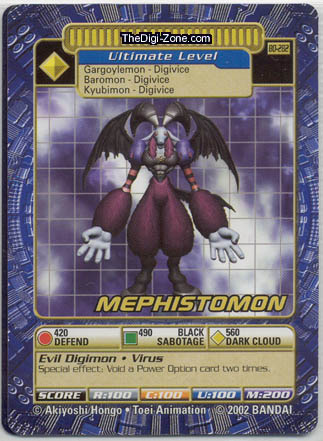 TheDigi-Zone.com
BO-202
Ultimate Level
Gargoylemon - Digivice
Baromon - Digivice
Kyubimon - Digivice
MEPHISTOMON
420 DEFEND
490 BLACK SABOTAGE
560 DARK CLOUD
Evil Digimon • Virus
Special effect: Void a Power Option card two times.
SCORE R:100 C:100 U:100 M:200
© Akiyoshi Hongo • Toei Animation © 2002 BANDAI